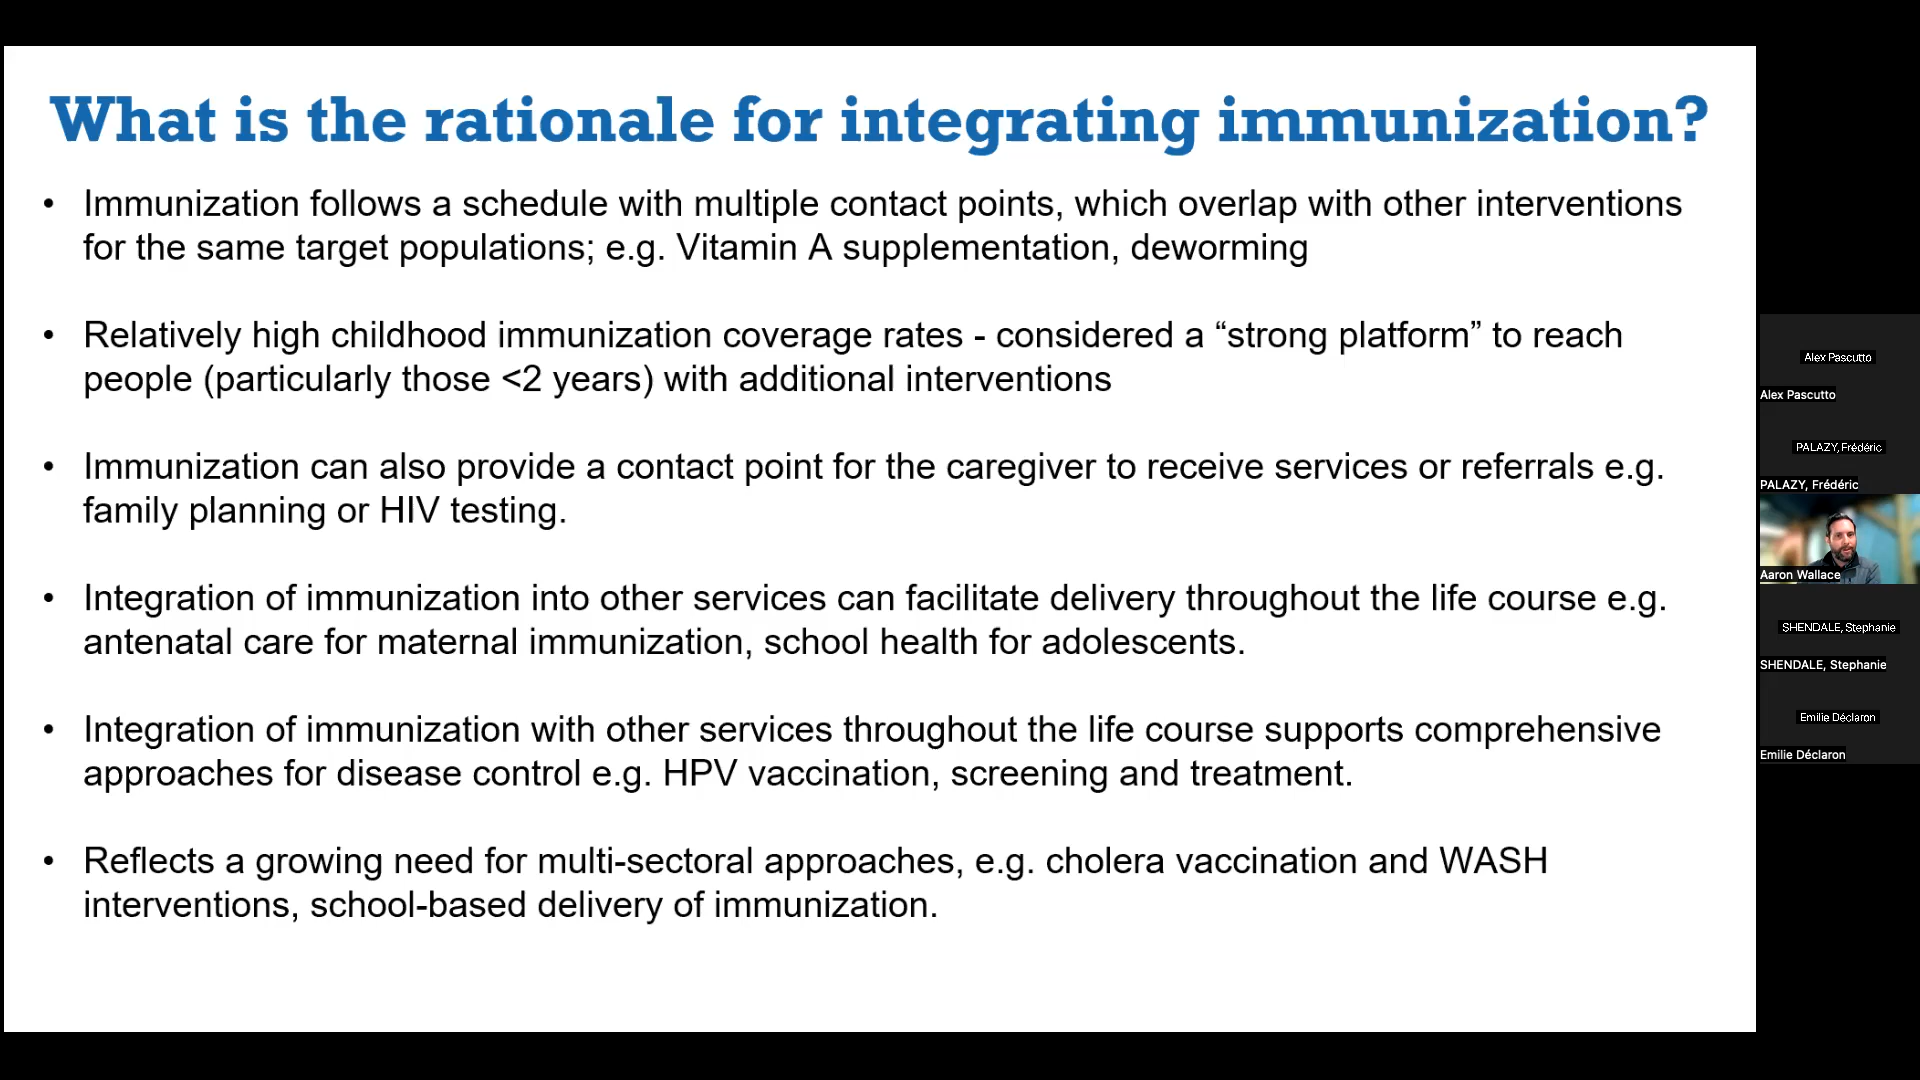 What is the rationale for integrating immunization?
• Immunization follows a schedule with multiple contact points, which overlap with other interventions
for the same target populations; e.g. Vitamin A supplementation, deworming
• Relatively high childhood immunization coverage rates - considered a “strong platform” to reach
people (particularly those <2 years) with additional interventions
• Immunization can also provide a contact point for the caregiver to receive services or referrals e.g.
family planning or HIV testing.
• Integration of immunization into other services can facilitate delivery throughout the life course e.g.
antenatal care for maternal immunization, school health for adolescents.
• Integration of immunization with other services throughout the life course supports comprehensive
approaches for disease control e.g. HPV vaccination, screening and treatment.
• Reflects a growing need for multi-sectoral approaches, e.g. cholera vaccination and WASH
interventions, school-based delivery of immunization.
Alex Pascutto
Alex Pascutto
PALAZY, Frédéric
PALAZY, Frédéric
Aaron Wallace
SHENDALE, Stephanie
SHENDALE, Stephanie
Emilie Déclaron
Emilie Déclaron